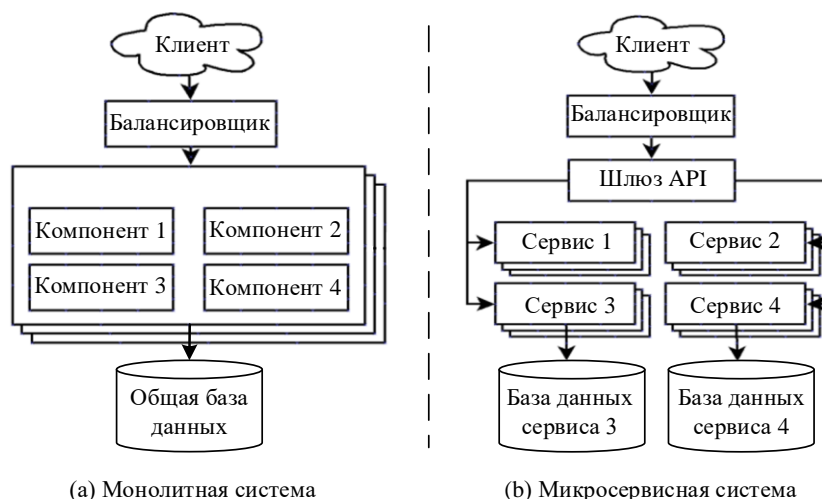 Клиент
Балансировщик
Компонент 1
Компонент 2
Компонент 3
Компонент 4
Общая база
данных
(a) Монолитная система
Клиент
Балансировщик
Шлюз API
Сервис 1
Сервис 2
Сервис 3
Сервис 4
База данных
сервиса 3
База данных
сервиса 4
(b) Микросервисная система